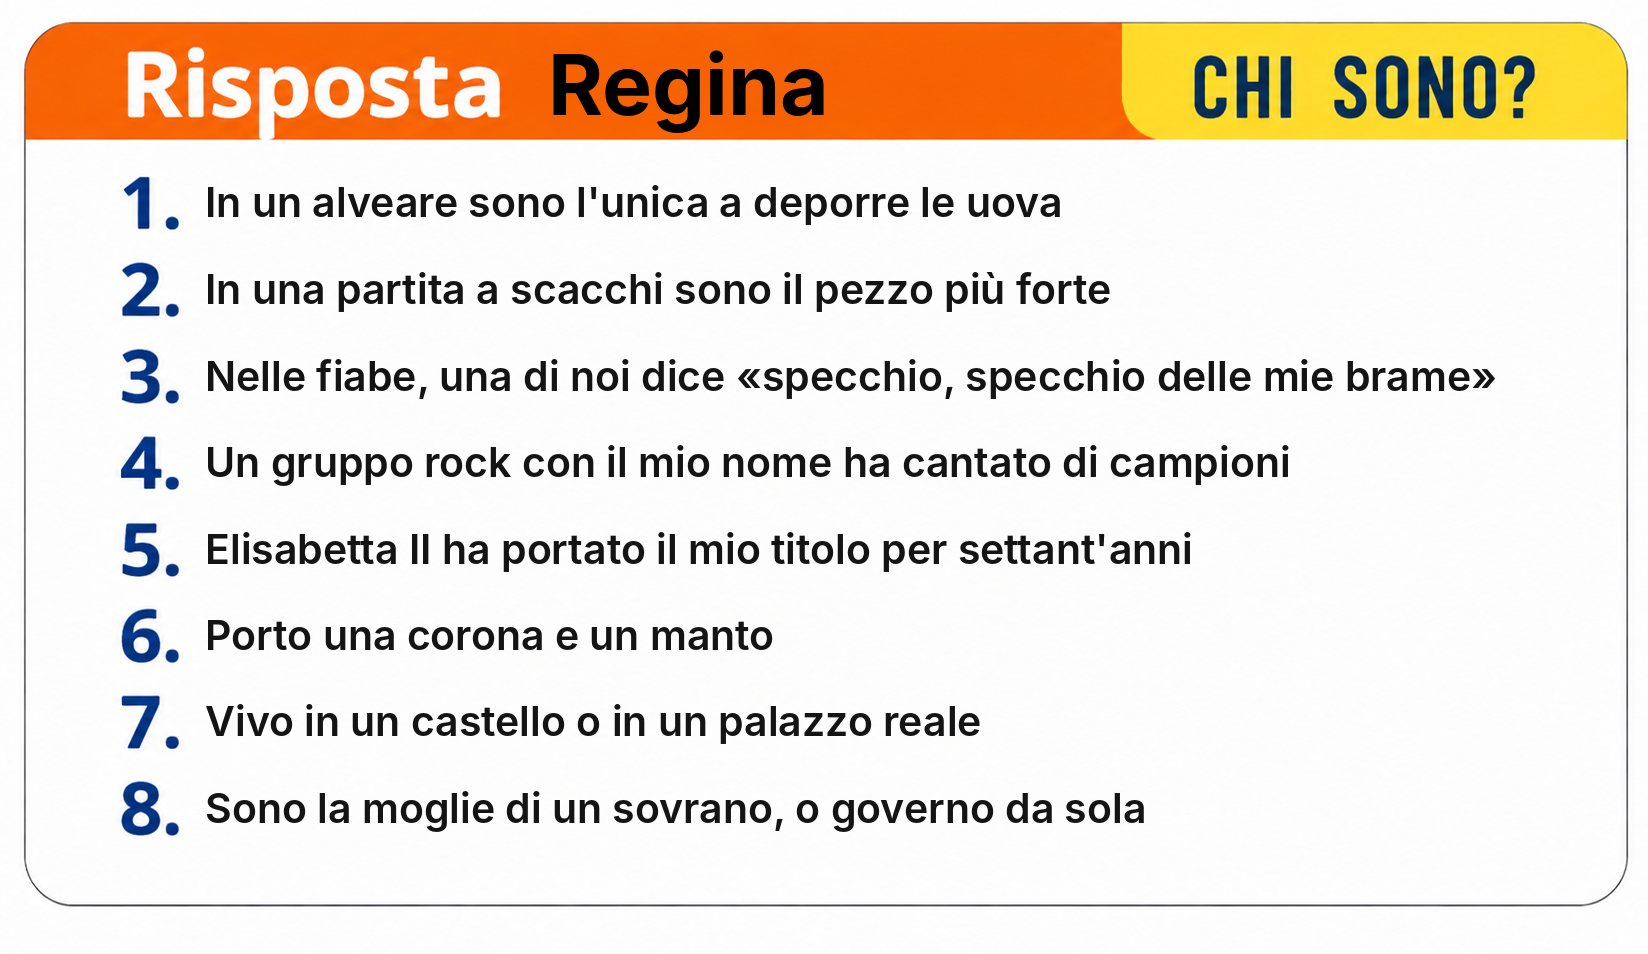 Risposta Regina
CHI SONO?
1. In un alveare sono l'unica a deporre le uova
2. In una partita a scacchi sono il pezzo più forte
3. Nelle fiabe, una di noi dice «specchio, specchio delle mie brame»
4. Un gruppo rock con il mio nome ha cantato di campioni
5. Elisabetta II ha portato il mio titolo per settant'anni
6. Porto una corona e un manto
7. Vivo in un castello o in un palazzo reale
8. Sono la moglie di un sovrano, o governo da sola